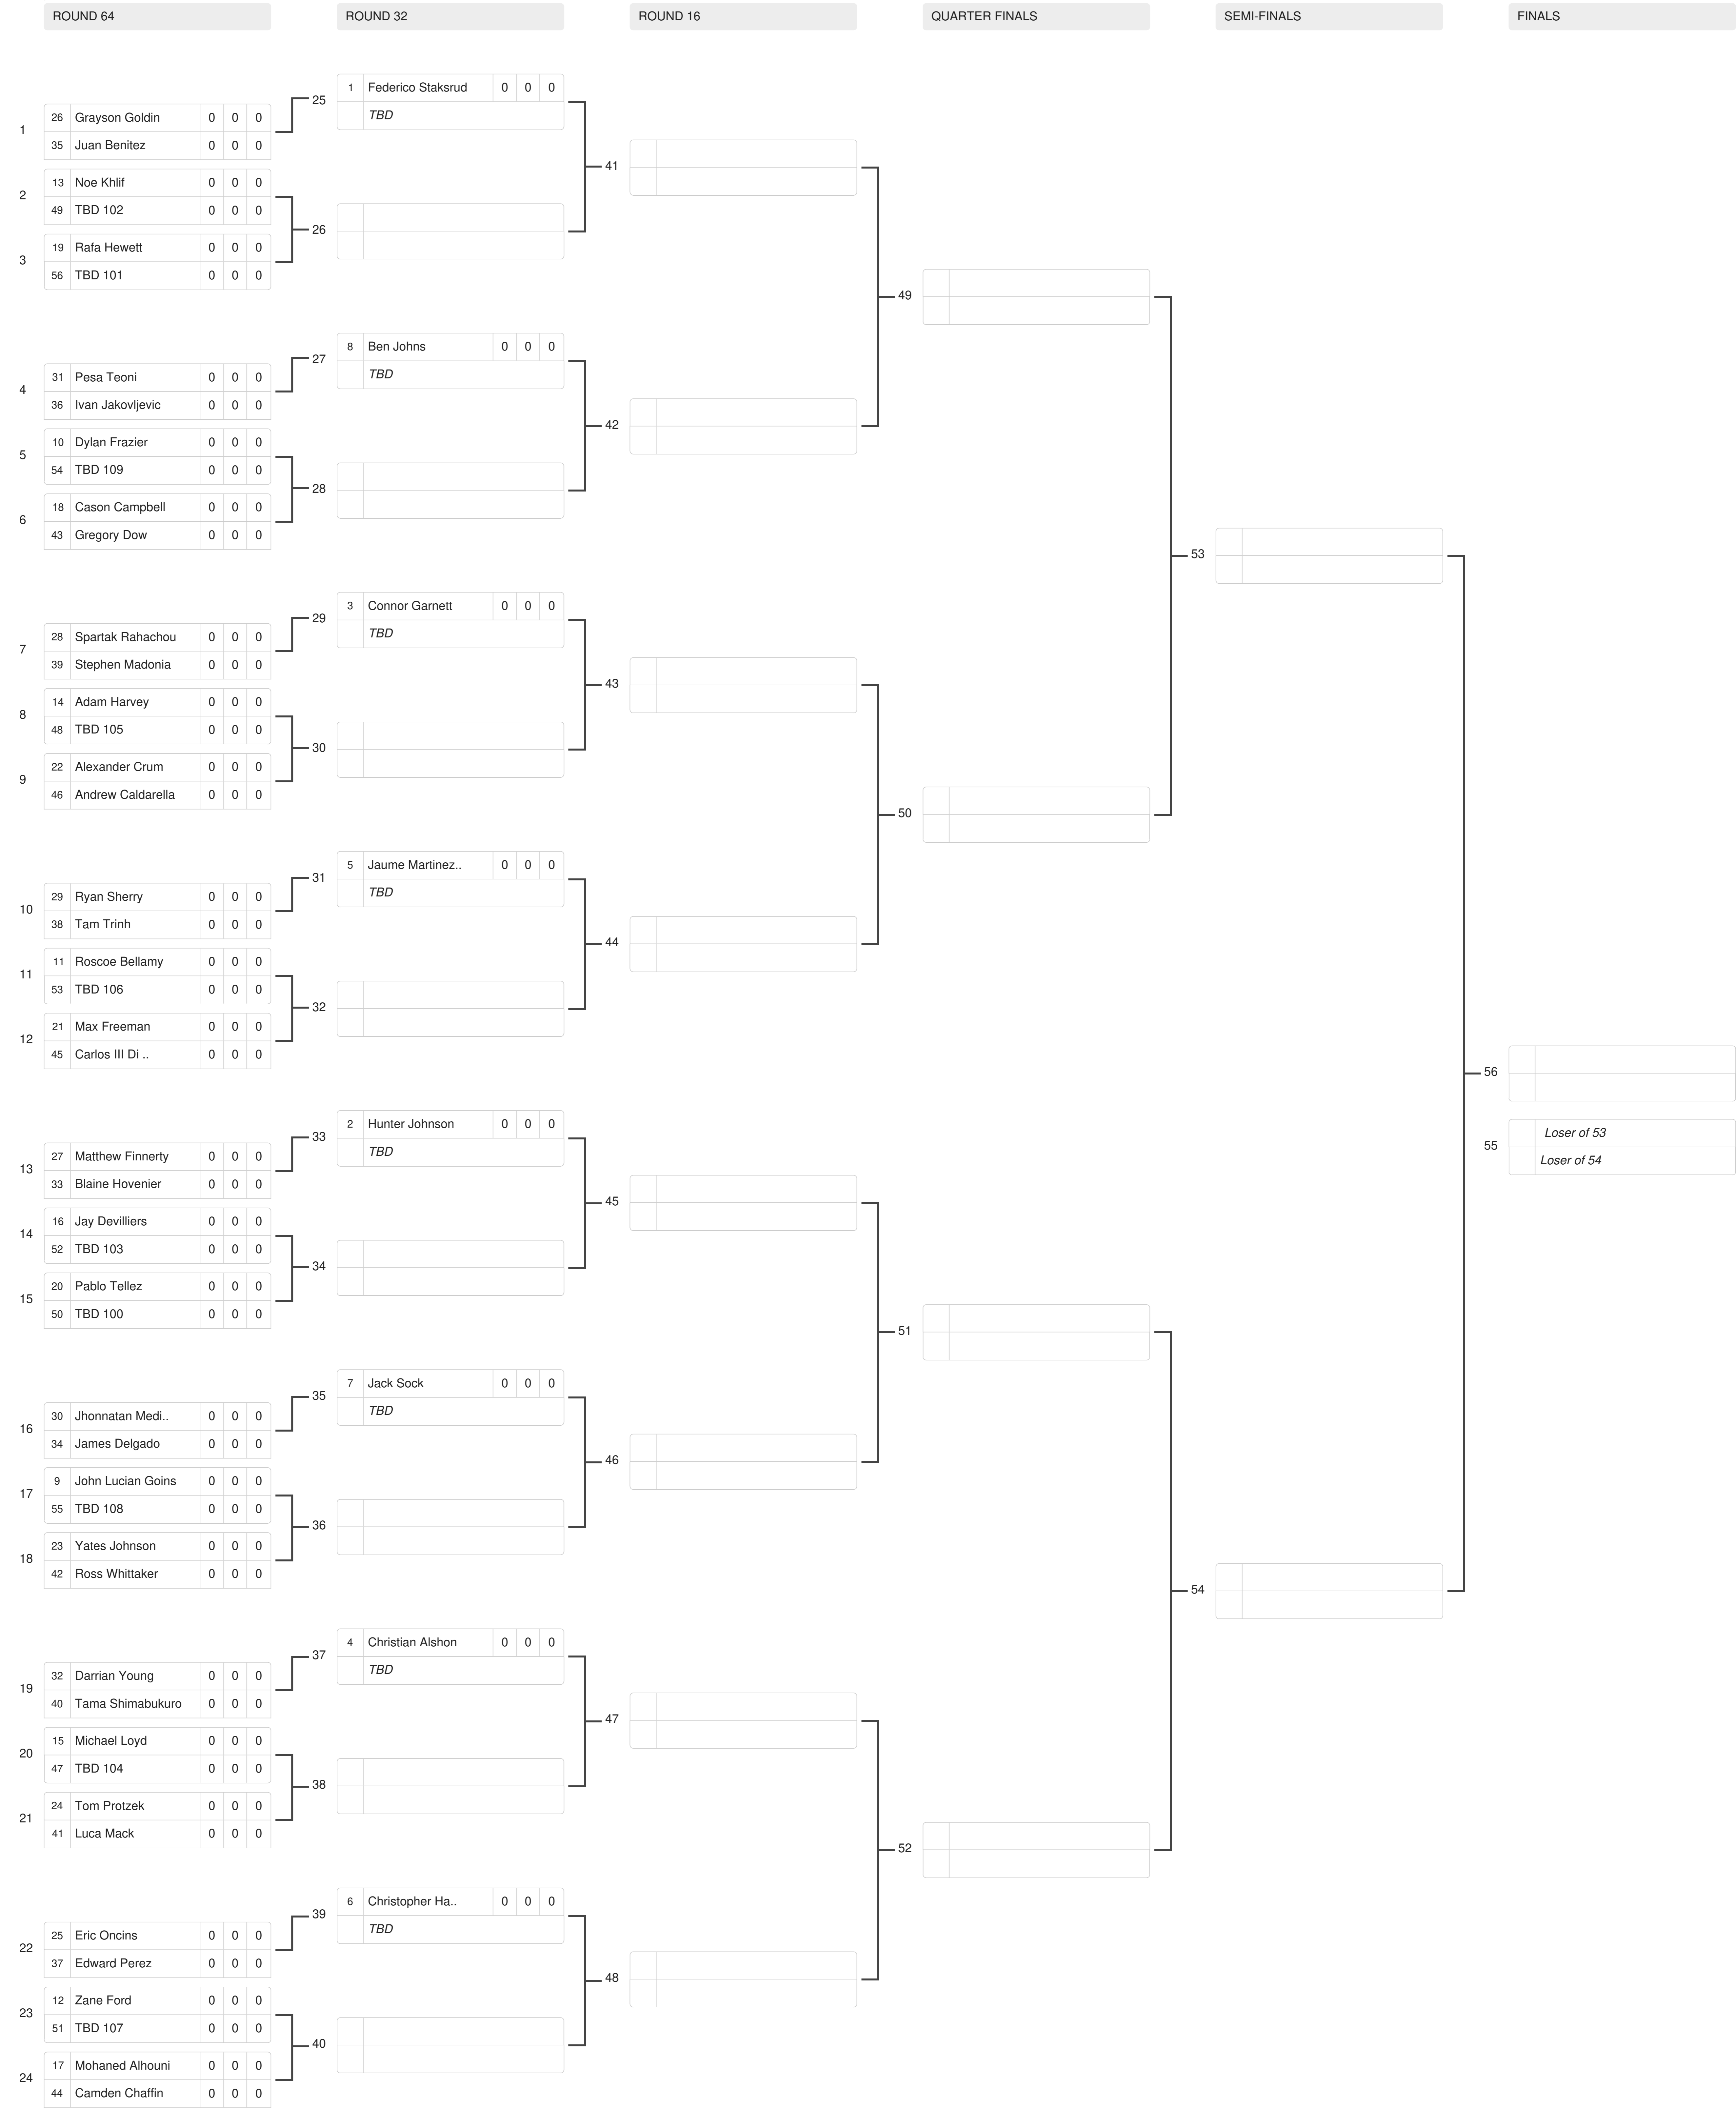 ROUND 64
ROUND 32
ROUND 16
QUARTER FINALS
SEMI-FINALS
FINALS
1
26 Grayson Goldin 0 0 0
35 Juan Benitez 0 0 0
2
13 Noe Khlif 0 0 0
49 TBD 102 0 0 0
3
19 Rafa Hewett 0 0 0
56 TBD 101 0 0 0
4
31 Pesa Teoni 0 0 0
36 Ivan Jakovljevic 0 0 0
5
10 Dylan Frazier 0 0 0
54 TBD 109 0 0 0
6
18 Cason Campbell 0 0 0
43 Gregory Dow 0 0 0
7
28 Spartak Rahachou 0 0 0
39 Stephen Madonia 0 0 0
8
14 Adam Harvey 0 0 0
48 TBD 105 0 0 0
9
22 Alexander Crum 0 0 0
46 Andrew Caldarella 0 0 0
10
29 Ryan Sherry 0 0 0
38 Tam Trinh 0 0 0
11
11 Roscoe Bellamy 0 0 0
53 TBD 106 0 0 0
12
21 Max Freeman 0 0 0
45 Carlos III Di .. 0 0 0
13
27 Matthew Finnerty 0 0 0
33 Blaine Hovenier 0 0 0
14
16 Jay Devilliers 0 0 0
52 TBD 103 0 0 0
15
20 Pablo Tellez 0 0 0
50 TBD 100 0 0 0
16
30 Jhonnatan Medi.. 0 0 0
34 James Delgado 0 0 0
17
9 John Lucian Goins 0 0 0
55 TBD 108 0 0 0
18
23 Yates Johnson 0 0 0
42 Ross Whittaker 0 0 0
19
32 Darrian Young 0 0 0
40 Tama Shimabukuro 0 0 0
20
15 Michael Loyd 0 0 0
47 TBD 104 0 0 0
21
24 Tom Protzek 0 0 0
41 Luca Mack 0 0 0
22
25 Eric Oncins 0 0 0
37 Edward Perez 0 0 0
23
12 Zane Ford 0 0 0
51 TBD 107 0 0 0
24
17 Mohaned Alhouni 0 0 0
44 Camden Chaffin 0 0 0
25
1 Federico Staksrud 0 0 0
TBD
26
27
8 Ben Johns 0 0 0
TBD
28
29
3 Connor Garnett 0 0 0
TBD
30
31
5 Jaume Martinez.. 0 0 0
TBD
32
33
2 Hunter Johnson 0 0 0
TBD
34
35
7 Jack Sock 0 0 0
TBD
36
37
4 Christian Alshon 0 0 0
TBD
38
39
6 Christopher Ha.. 0 0 0
TBD
40
41
42
43
44
45
46
47
48
49
50
51
52
53
54
56
55
Loser of 53
Loser of 54